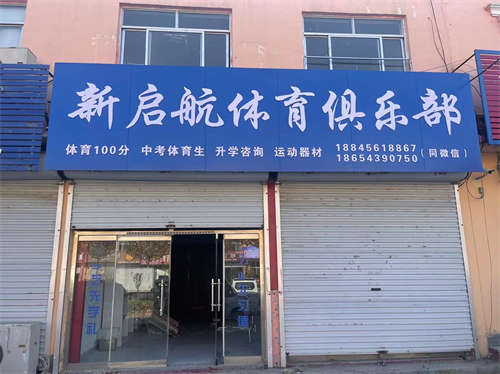 新启航体育俱乐部
体育100分 中考体育生 升学咨询 运动器材 18845618867 18654390750 (同微信)